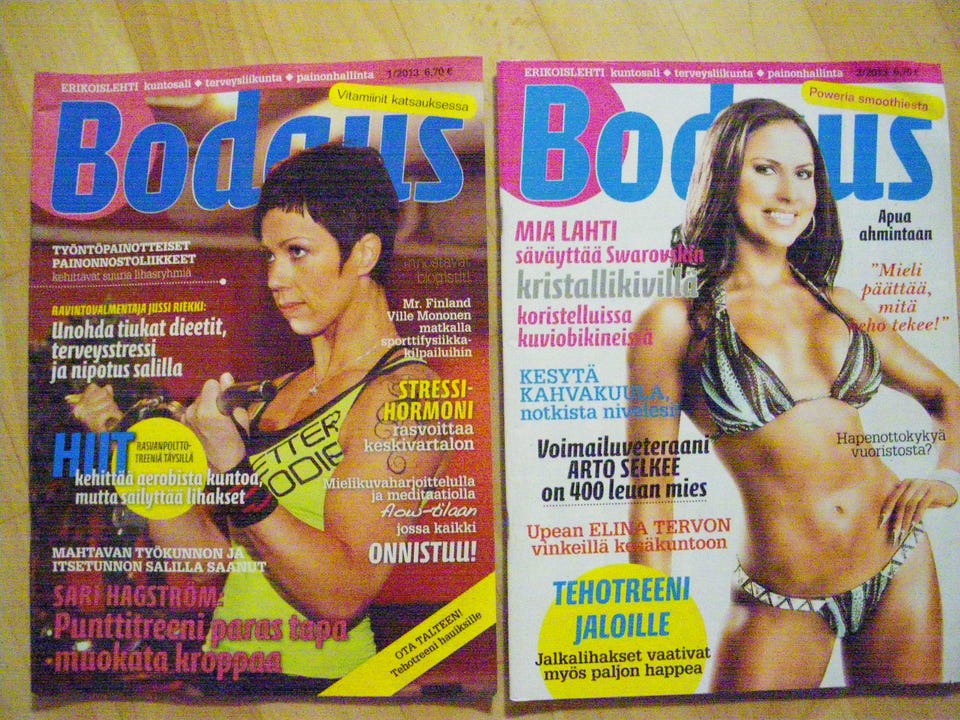 ERIKOISLEHTI kuntosali ◆ terveysliikunta ◆ painonhallinta 1/2013 6,70 €
Vitamiinit katsauksessa
Bodaus
TYÖNTÖPAINOTTEISET
PAINONNOSTOLIIKKEET
kehittävät suuria lihasryhmiä
RAVINTOVALMENTAJA JUSSI RIEKKI:
Unohda tiukat dieetit,
terveysstressi
ja nipotus salilla
HIIT
RASVANPOLTTO-
TREENIÄ TÄYSILLÄ
kehittää aerobista kuntoa,
mutta säilyttää lihakset
MAHTAVAN TYÖKUNNON JA
ITSETUNNON SALILLA SAANUT
SARI HAGSTRÖM:
Punttitreeni paras tapa
muokata kroppaa
Innostavat
blogistit
Mr. Finland
Ville Mononen
matkalla
sporttifysiikka-
kilpailuihin
STRESSI-
HORMONI
rasvoittaa
keskivartalon
Mielikuvaharjoittelulla
ja meditaatiolla
flow-tilaan
jossa kaikki
ONNISTUU!
OTA TALTEEN!
Tehotreeni hauiksille
ETTER
ODIE
ERIKOISLEHTI kuntosali ◆ terveysliikunta ◆ painonhallinta 2/2013 6,70 €
Poweria smoothiesta
Bodaus
MIA LAHTI
säväyttää Swarovskin
kristallikivillä
koristelluissa
kuviobikineissä
KESYTÄ
KAHVAKUULA,
notkista nivelesi
Voimailuveteraani
ARTO SELKEE
on 400 leuan mies
Upean ELINA TERVON
vinkeillä kesäkuntoon
TEHOTREENI
JALOILLE
Jalkalihakset vaativat
myös paljon happea
Apua
ahmintaan
"Mieli
päättää,
mitä
keho tekee!"
Hapenottokykyä
vuoristosta?